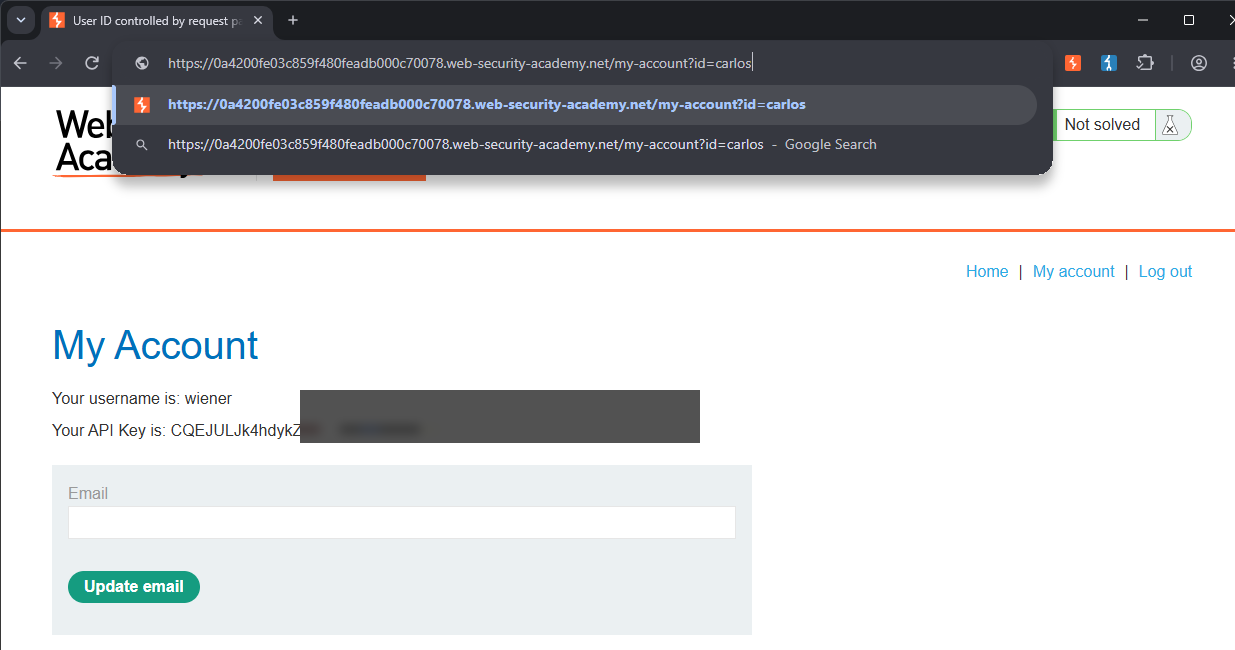 User ID controlled by request pa
https://0a4200fe03c859f480feadb000c70078.web-security-academy.net/my-account?id=carlos
https://0a4200fe03c859f480feadb000c70078.web-security-academy.net/my-account?id=carlos
https://0a4200fe03c859f480feadb000c70078.web-security-academy.net/my-account?id=carlos - Google Search
Not solved
Home | My account | Log out
My Account
Your username is: wiener
Your API Key is: CQEJULJk4hdykZ
Email
Update email